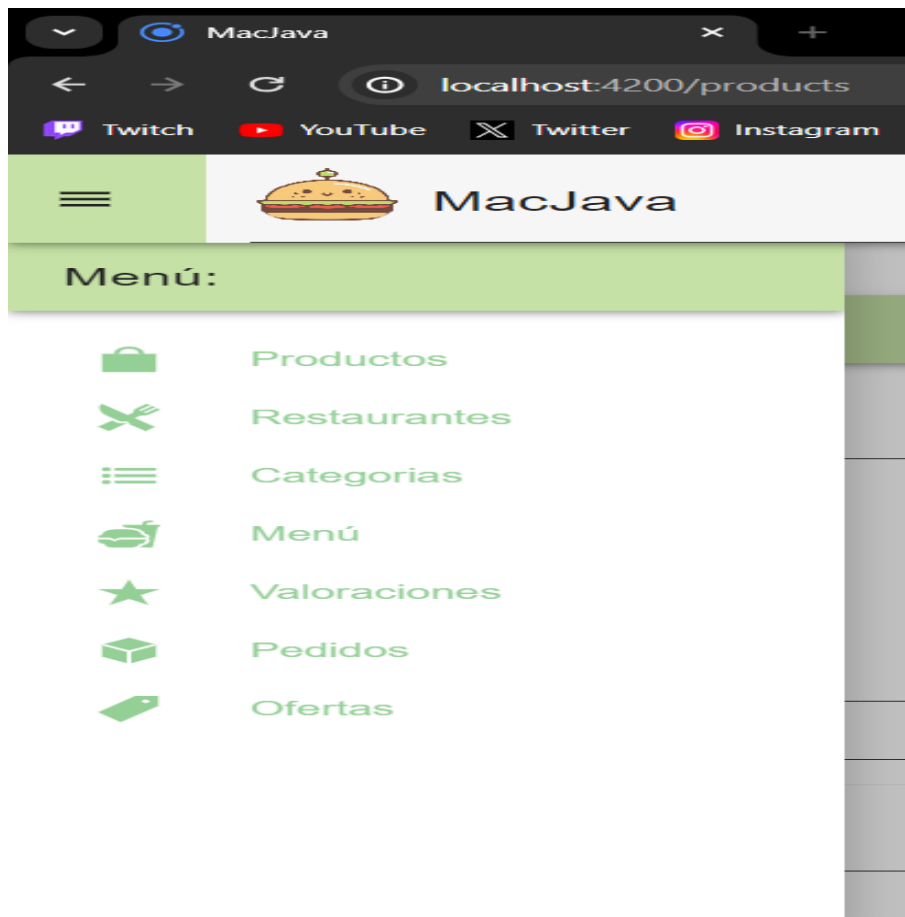 MacJava
localhost:4200/products
Twitch YouTube Twitter Instagram
MacJava
Menú:
Productos
Restaurantes
Categorias
Menú
Valoraciones
Pedidos
Ofertas